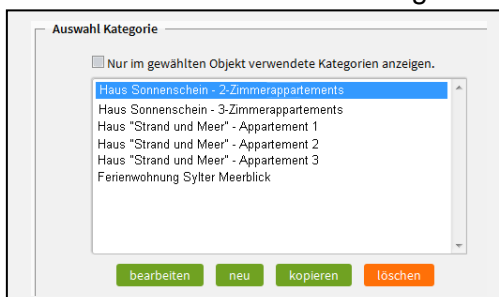 Auswahl Kategorie
Nur im gewählten Objekt verwendete Kategorien anzeigen.
Haus Sonnenschein - 2-Zimmerappartements
Haus Sonnenschein - 3-Zimmerappartements
Haus "Strand und Meer" - Appartement 1
Haus "Strand und Meer" - Appartement 2
Haus "Strand und Meer" - Appartement 3
Ferienwohnung Sylter Meerblick
bearbeiten neu kopieren löschen